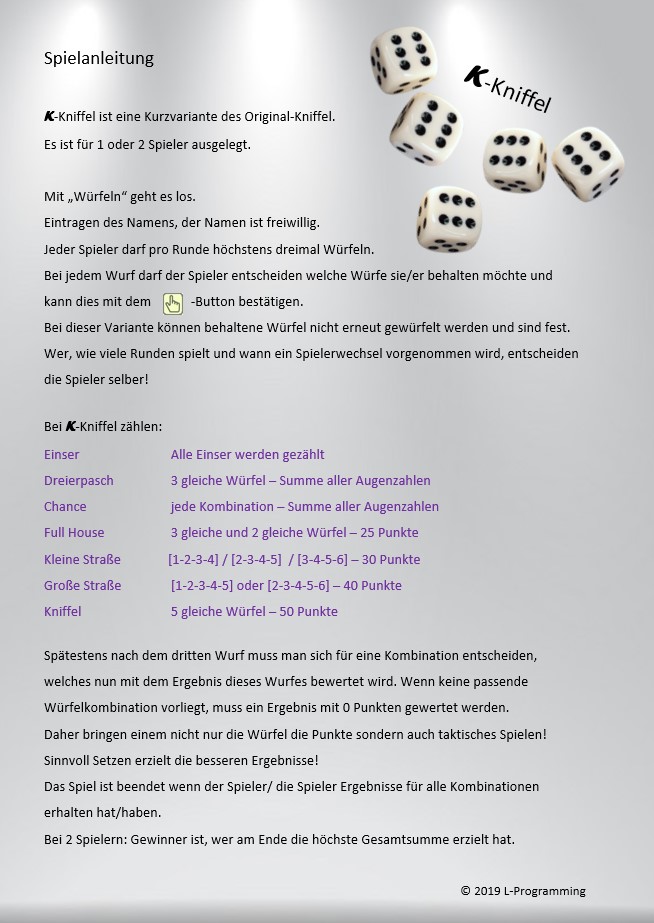 Spielanleitung
K-Kniffel
K-Kniffel ist eine Kurzvariante des Original-Kniffel.
Es ist für 1 oder 2 Spieler ausgelegt.
Mit „Würfeln“ geht es los.
Eintragen des Namens, der Namen ist freiwillig.
Jeder Spieler darf pro Runde höchstens dreimal Würfeln.
Bei jedem Wurf darf der Spieler entscheiden welche Würfe sie/er behalten möchte und
kann dies mit dem -Button bestätigen.
Bei dieser Variante können behaltene Würfel nicht erneut gewürfelt werden und sind fest.
Wer, wie viele Runden spielt und wann ein Spielerwechsel vorgenommen wird, entscheiden
die Spieler selber!
Bei K-Kniffel zählen:
Einser Alle Einser werden gezählt
Dreierpasch 3 gleiche Würfel – Summe aller Augenzahlen
Chance jede Kombination – Summe aller Augenzahlen
Full House 3 gleiche und 2 gleiche Würfel – 25 Punkte
Kleine Straße [1-2-3-4] / [2-3-4-5] / [3-4-5-6] – 30 Punkte
Große Straße [1-2-3-4-5] oder [2-3-4-5-6] – 40 Punkte
Kniffel 5 gleiche Würfel – 50 Punkte
Spätestens nach dem dritten Wurf muss man sich für eine Kombination entscheiden,
welches nun mit dem Ergebnis dieses Wurfes bewertet wird. Wenn keine passende
Würfelkombination vorliegt, muss ein Ergebnis mit 0 Punkten gewertet werden.
Daher bringen einem nicht nur die Würfel die Punkte sondern auch taktisches Spielen!
Sinnvoll Setzen erzielt die besseren Ergebnisse!
Das Spiel ist beendet wenn der Spieler/ die Spieler Ergebnisse für alle Kombinationen
erhalten hat/haben.
Bei 2 Spielern: Gewinner ist, wer am Ende die höchste Gesamtsumme erzielt hat.
© 2019 L-Programming